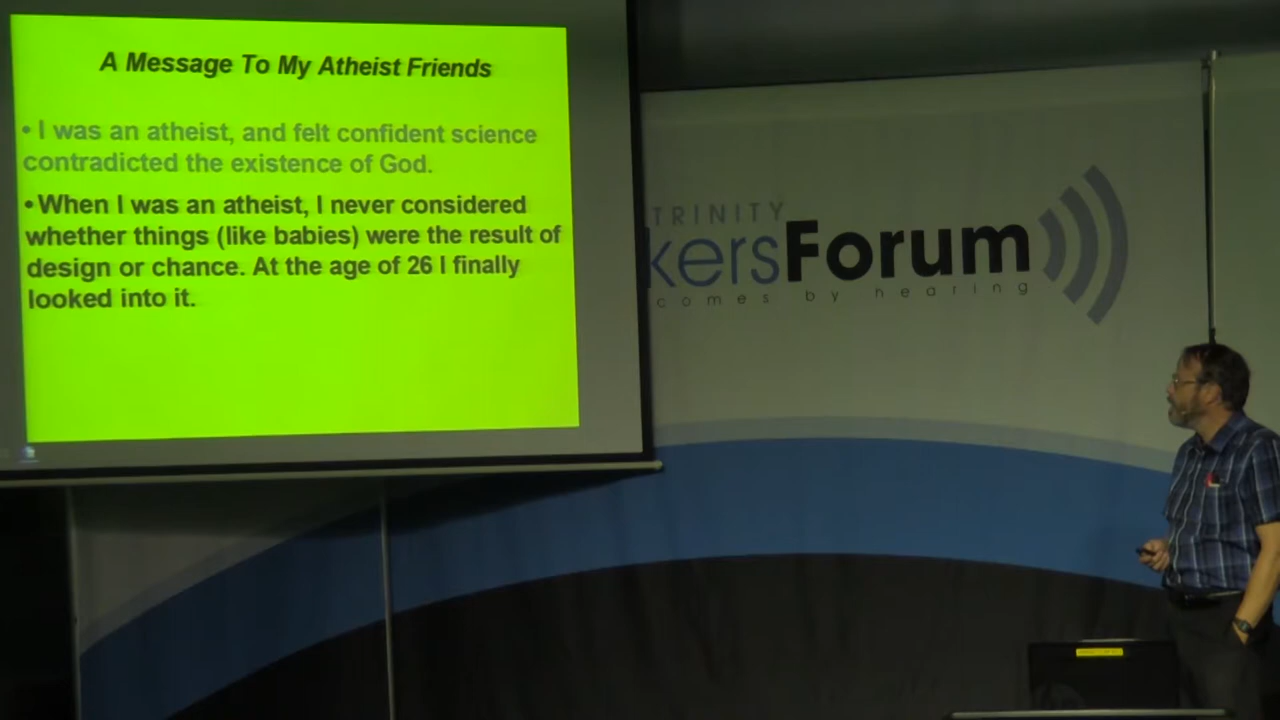 A Message To My Atheist Friends
• I was an atheist, and felt confident science
contradicted the existence of God.
• When I was an atheist, I never considered
whether things (like babies) were the result of
design or chance. At the age of 26 I finally
looked into it.
TRINITY
kersForum
comes by hearing